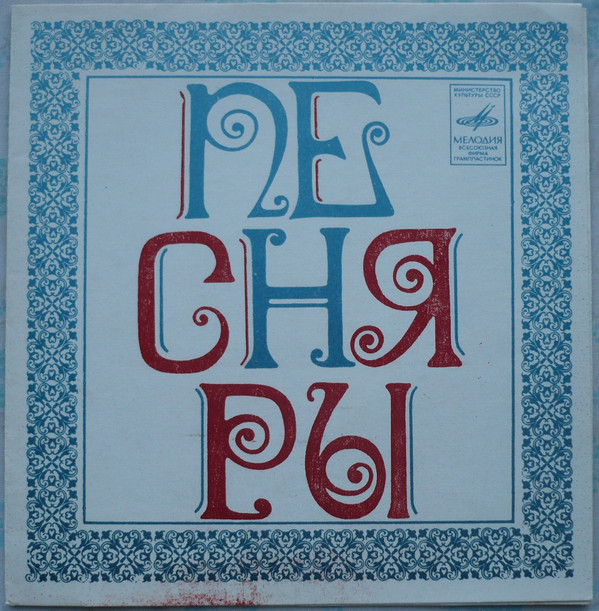 ПЕ
СНЯ
РЫ
МИНИСТЕРСТВО
КУЛЬТУРЫ СССР
МЕЛОДИЯ
ВСЕСОЮЗНАЯ
ФИРМА
ГРАМПЛАСТИНОК